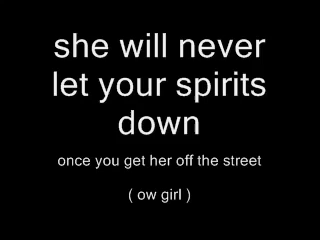 she will never
let your spirits
down
once you get her off the street
( ow girl )